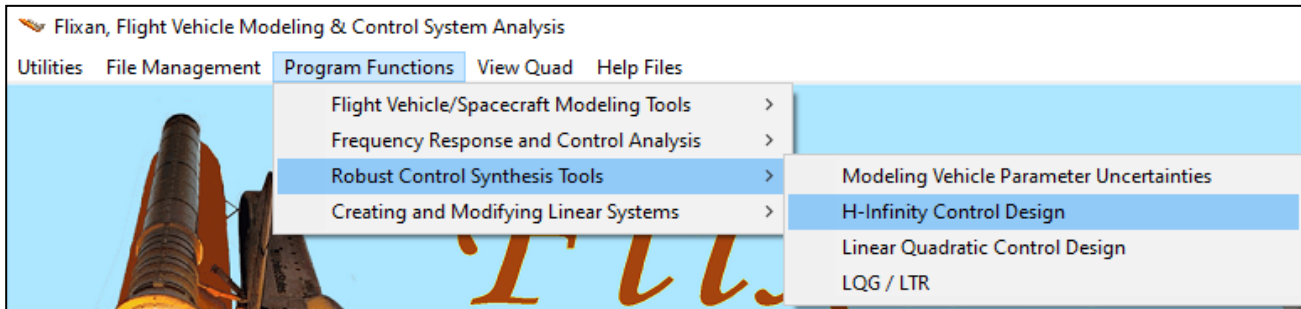 Flixan, Flight Vehicle Modeling & Control System Analysis
Utilities File Management Program Functions View Quad Help Files
Flight Vehicle/Spacecraft Modeling Tools >
Frequency Response and Control Analysis >
Robust Control Synthesis Tools >
Creating and Modifying Linear Systems >
Modeling Vehicle Parameter Uncertainties
H-Infinity Control Design
Linear Quadratic Control Design
LQG / LTR